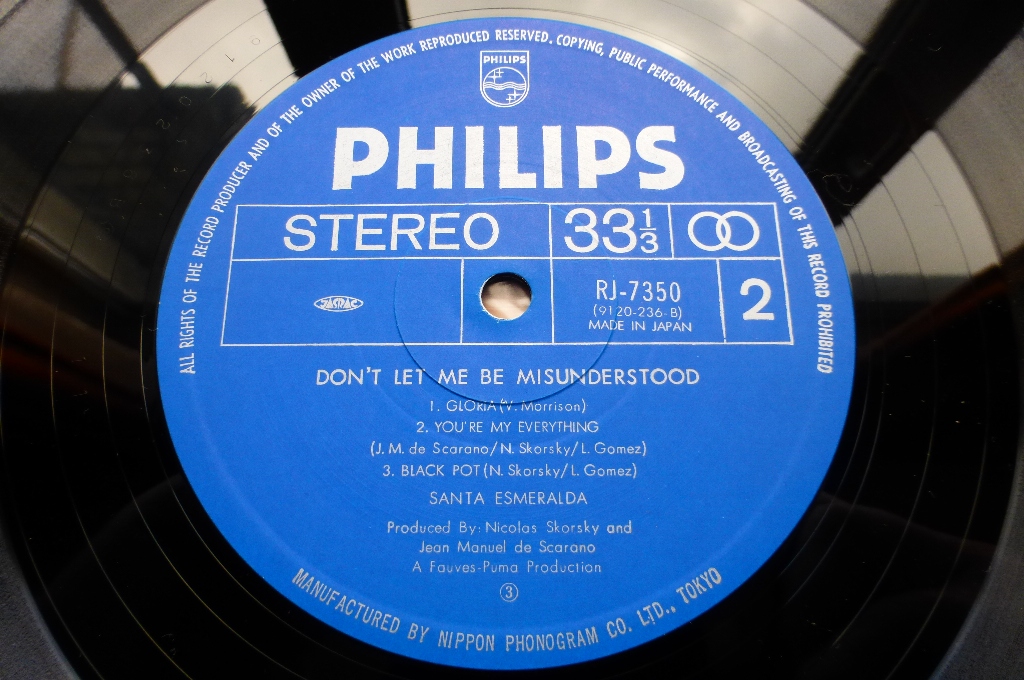 ALL RIGHTS OF THE RECORD PRODUCER AND OF THE OWNER OF THE WORK REPRODUCED RESERVED. COPYING, PUBLIC PERFORMANCE AND BROADCASTING OF THIS RECORD PROHIBITED
PHILIPS
PHILIPS
STEREO 33 1/3
JASRAC
RJ-7350
(9120-236-B)
MADE IN JAPAN
2
DON'T LET ME BE MISUNDERSTOOD
1. GLORIA (V. Morrison)
2. YOU'RE MY EVERYTHING
(J. M. de Scarano/N. Skorsky/L. Gomez)
3. BLACK POT (N. Skorsky/L. Gomez)
SANTA ESMERALDA
Produced By: Nicolas Skorsky and
Jean Manuel de Scarano
A Fauves-Puma Production
③
MANUFACTURED BY NIPPON PHONOGRAM CO. LTD., TOKYO